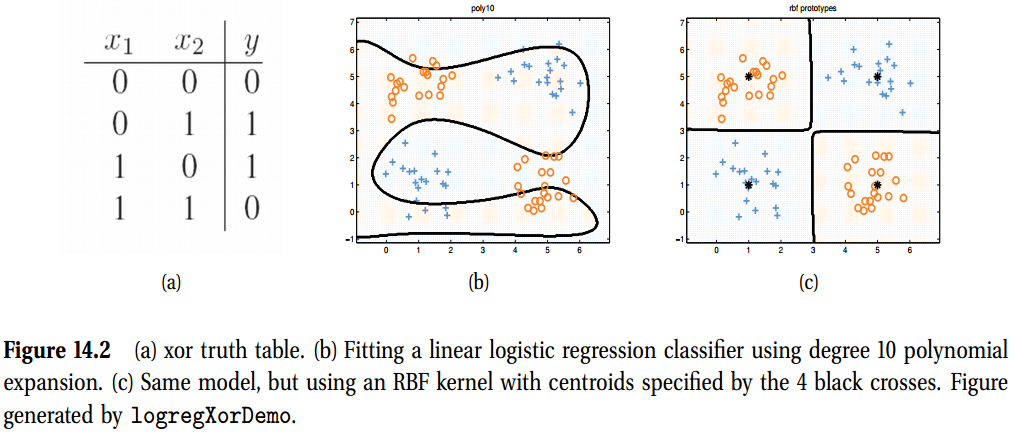 x1 x2 y
0 0 0
0 1 1
1 0 1
1 1 0
(a)
poly10
7
6
5
4
3
2
1
0
−1
0 1 2 3 4 5 6
(b)
rbf prototypes
7
6
5
4
3
2
1
0
−1
0 1 2 3 4 5 6
(c)
Figure 14.2 (a) xor truth table. (b) Fitting a linear logistic regression classifier using degree 10 polynomial
expansion. (c) Same model, but using an RBF kernel with centroids specified by the 4 black crosses. Figure
generated by logregXorDemo.